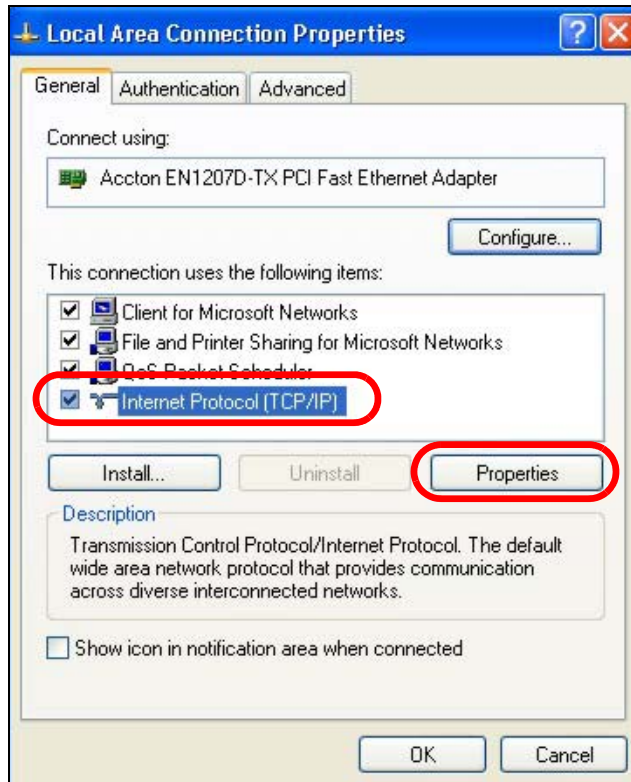 Local Area Connection Properties
General Authentication Advanced
Connect using:
Accton EN1207D-TX PCI Fast Ethernet Adapter
Configure...
This connection uses the following items:
Client for Microsoft Networks
File and Printer Sharing for Microsoft Networks
QoS Packet Scheduler
Internet Protocol (TCP/IP)
Install... Uninstall Properties
Description
Transmission Control Protocol/Internet Protocol. The default
wide area network protocol that provides communication
across diverse interconnected networks.
Show icon in notification area when connected
OK Cancel